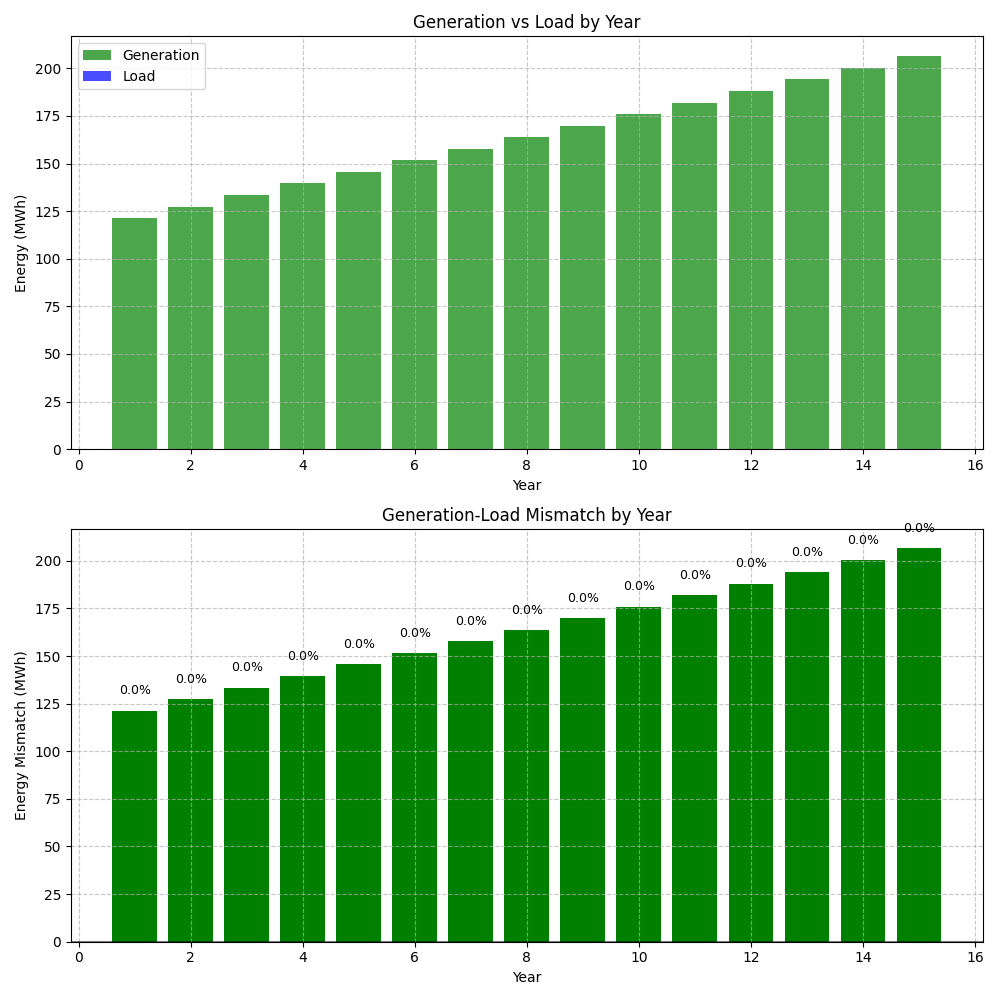 Generation vs Load by Year
Generation
Load
Energy (MWh)
200
175
150
125
100
75
50
25
0
0 2 4 6 8 10 12 14 16
Year
Generation-Load Mismatch by Year
Energy Mismatch (MWh)
200
175
150
125
100
75
50
25
0
0.0% 0.0% 0.0% 0.0% 0.0% 0.0% 0.0% 0.0% 0.0% 0.0% 0.0% 0.0% 0.0% 0.0% 0.0%
0 2 4 6 8 10 12 14 16
Year